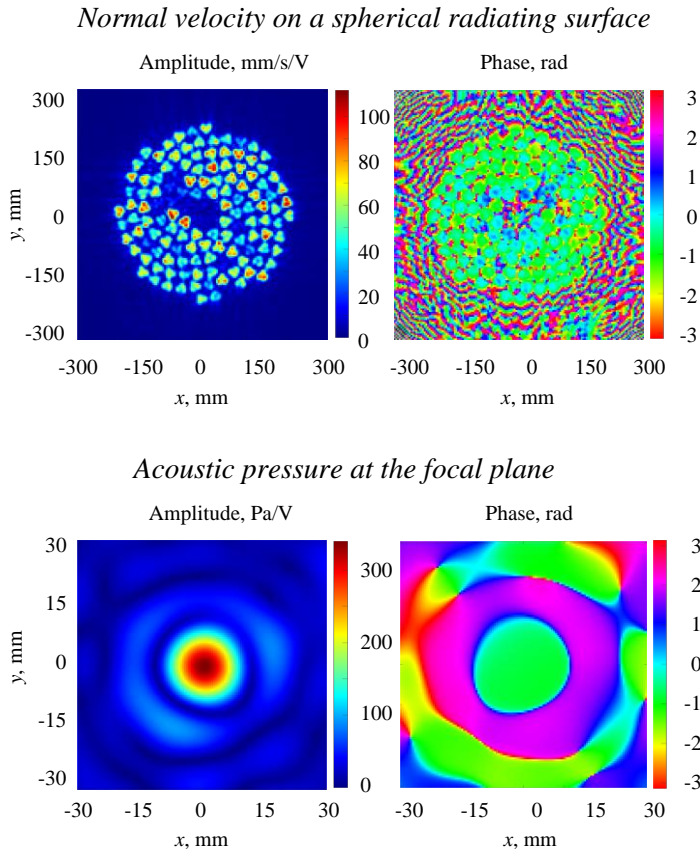 Normal velocity on a spherical radiating surface
Amplitude, mm/s/V
Phase, rad
300
150
0
-150
-300
y, mm
-300 -150 0 150 300
x, mm
100
80
60
40
20
0
-300 -150 0 150 300
x, mm
3
2
1
0
-1
-2
-3
Acoustic pressure at the focal plane
Amplitude, Pa/V
Phase, rad
30
15
0
-15
-30
y, mm
-30 -15 0 15 30
x, mm
300
200
100
0
-30 -15 0 15 30
x, mm
3
2
1
0
-1
-2
-3